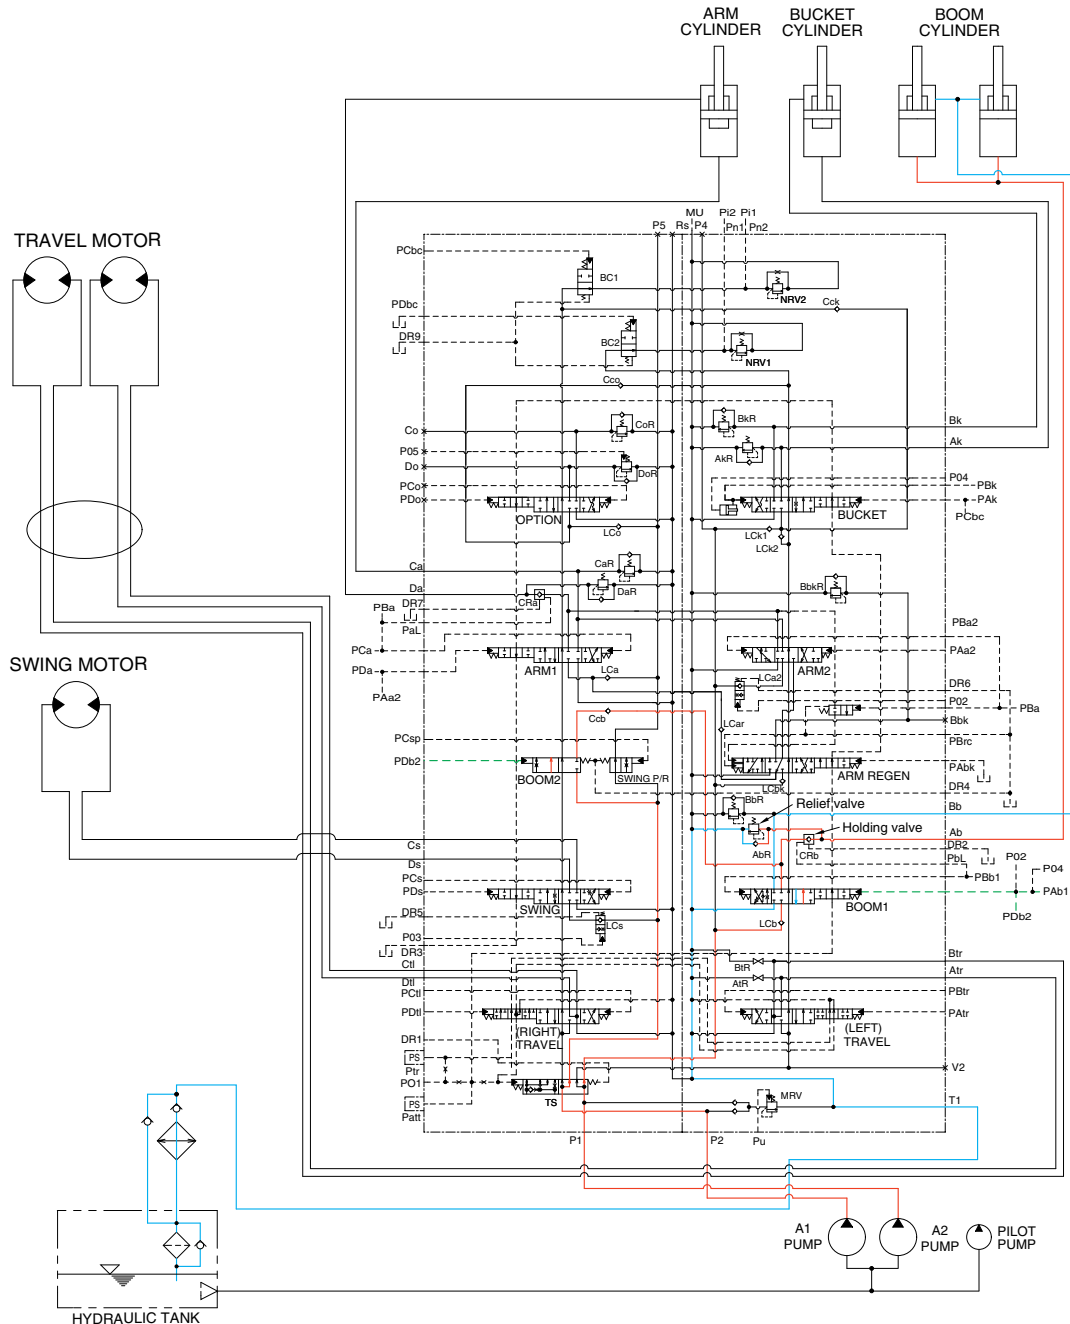 ARM
CYLINDER
BUCKET
CYLINDER
BOOM
CYLINDER
P5
Rs
MU
P4
Pi2
Pi1
Pn1
Pn2
TRAVEL MOTOR
PCbc
BC1
NRV2
Cck
PDbc
DR9
BC2
NRV1
Cco
Co
CoR
BkR
Bk
P05
AkR
Ak
Do
DoR
P04
PCo
PBk
PDo
PAk
OPTION
BUCKET
PCbc
LCo
LCk1
LCk2
Ca
CaR
Da
DaR
BbkR
CRa
PBa
DR7
PaL
PBa2
PCa
PAa2
ARM1
ARM2
PDa
LCa
LCa2
DR6
PAa2
P02
PBa
Ccb
LCar
Bbk
PCsp
PBrc
PDb2
PAbk
BOOM2
SWING P/R
ARM REGEN
LCbk
DR4
SWING MOTOR
BbR
Relief valve
Bb
Holding valve
Ab
Cs
AbR
CRb
DR2
Ds
PbL
P02
P04
PCs
PBb1
PDs
PAb1
SWING
BOOM1
PDb2
DR5
LCs
LCb
P03
DR3
Btr
Ctl
BtR
Atr
Dtl
AtR
PCtl
PBtr
PDtl
PAtr
(RIGHT)
TRAVEL
(LEFT)
TRAVEL
DR1
PS
Ptr
V2
PO1
PS
TS
MRV
T1
Patt
P1
P2
Pu
A1
PUMP
A2
PUMP
PILOT
PUMP
HYDRAULIC TANK